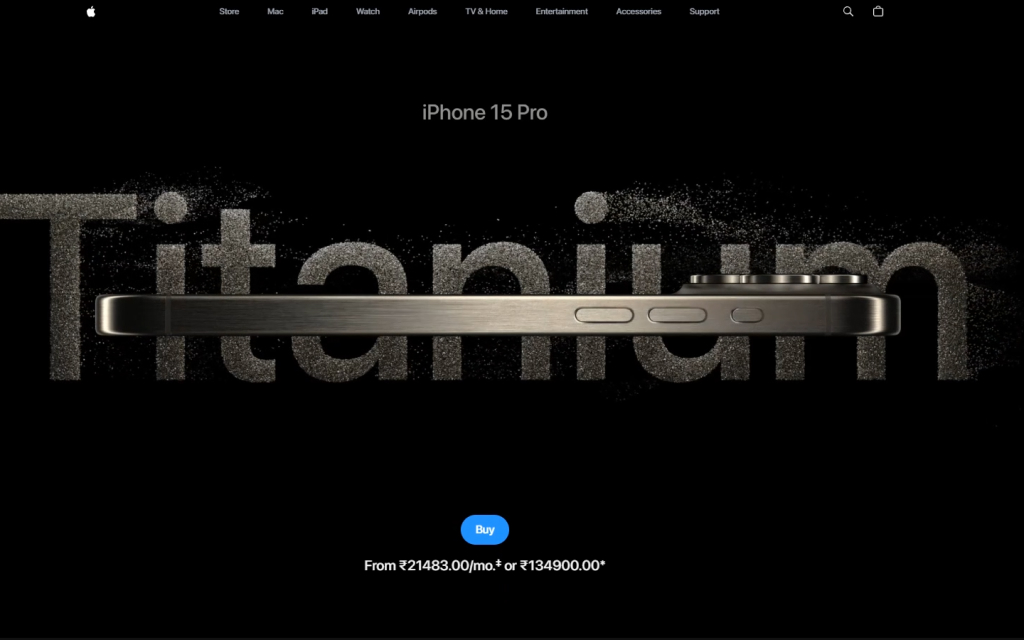 Store Mac iPad Watch Airpods TV & Home Entertainment Accessories Support
iPhone 15 Pro
Titanium
Buy
From ₹21483.00/mo.‡ or ₹134900.00*